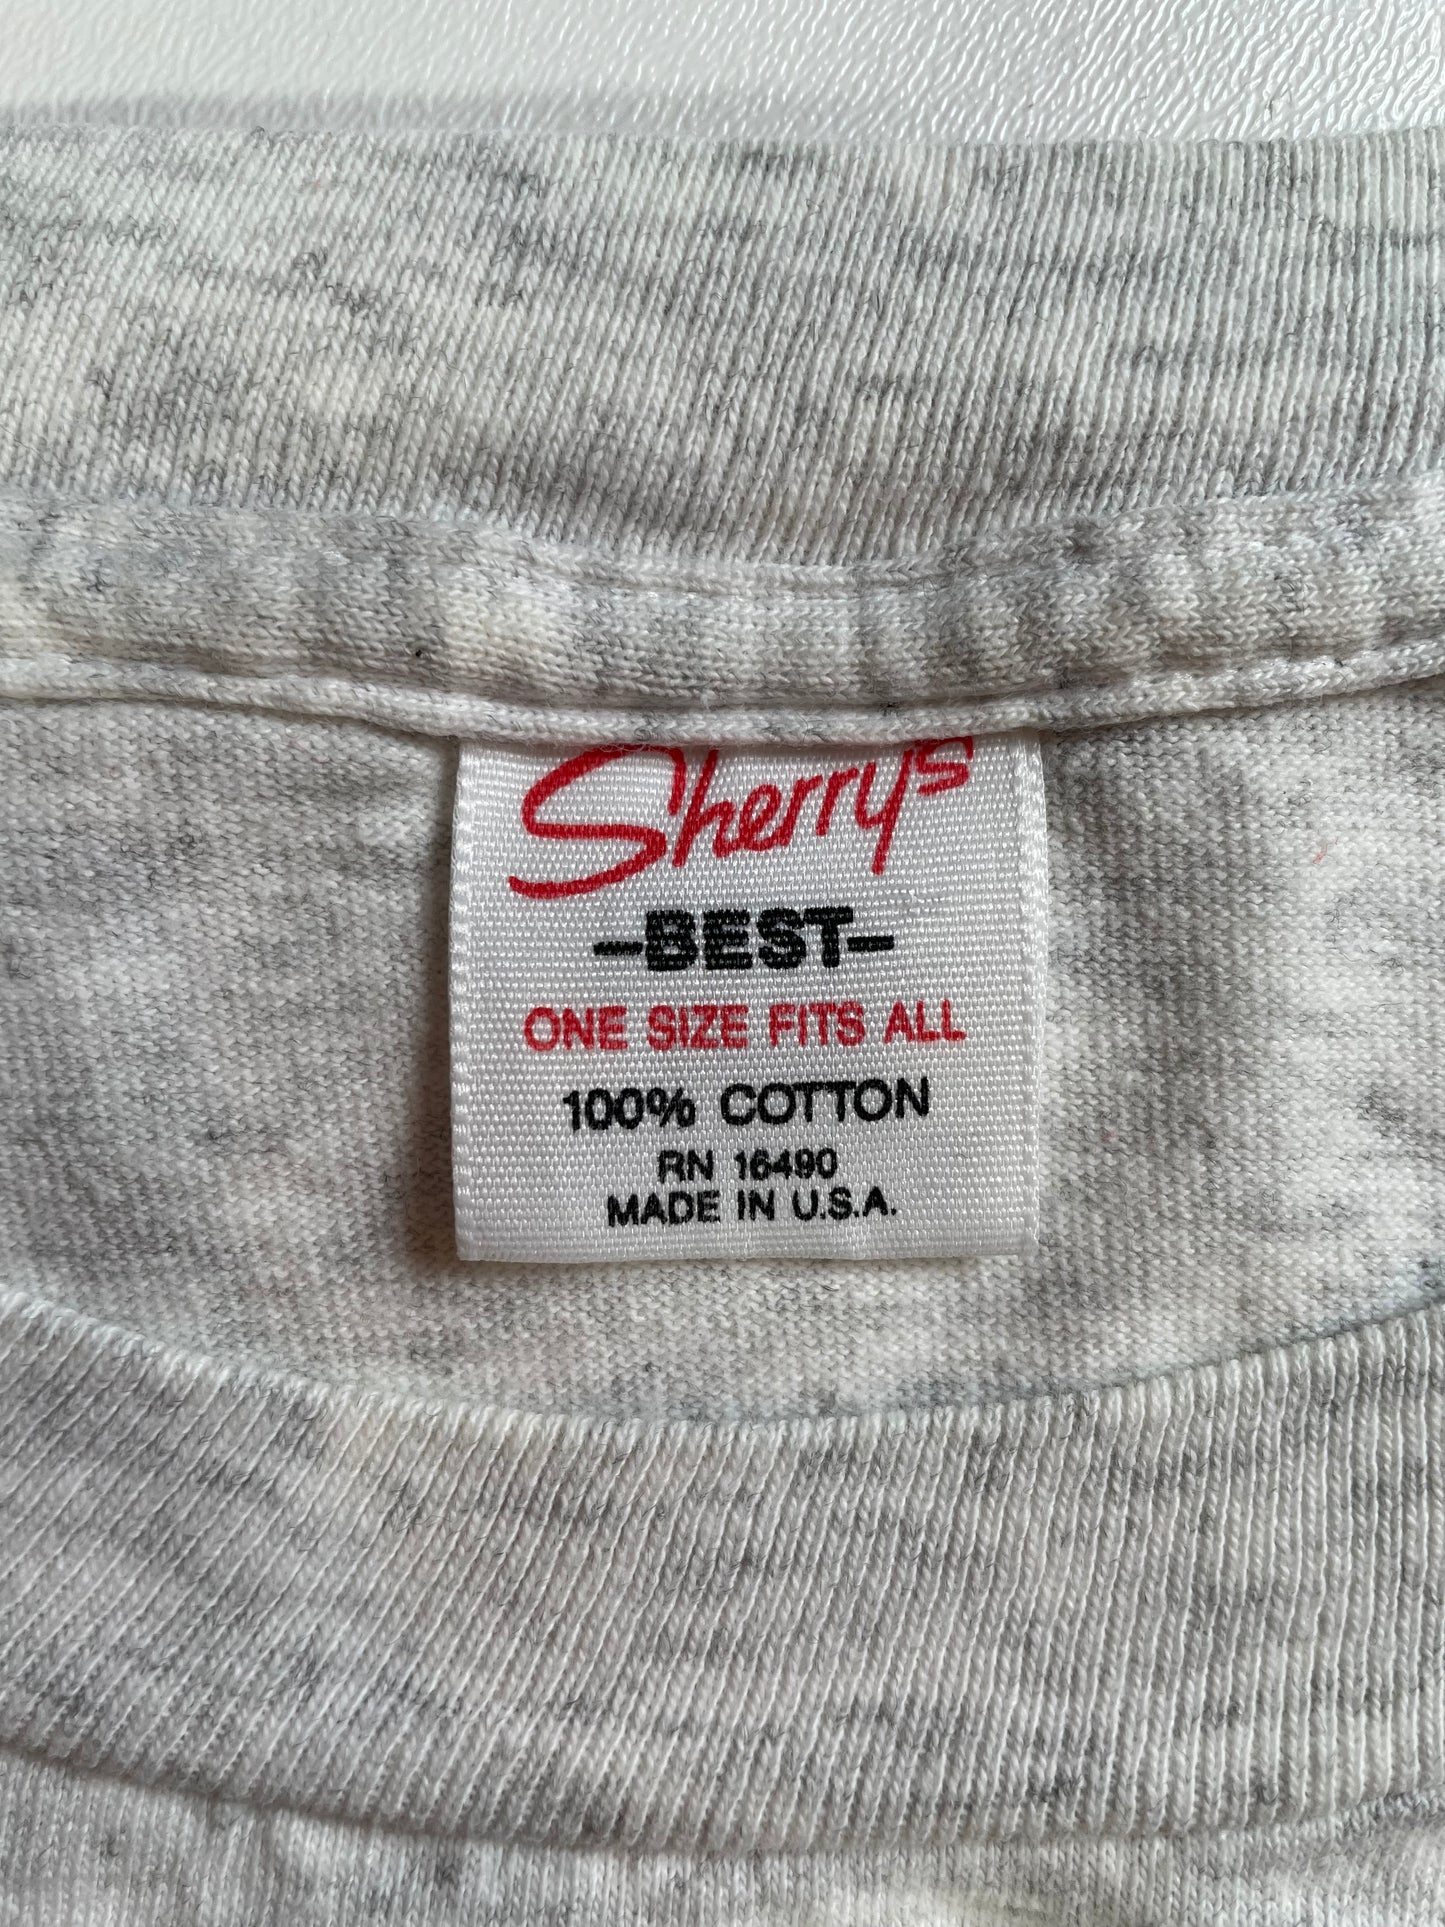 Sherry's
-BEST-
ONE SIZE FITS ALL
100% COTTON
RN 16490
MADE IN U.S.A.